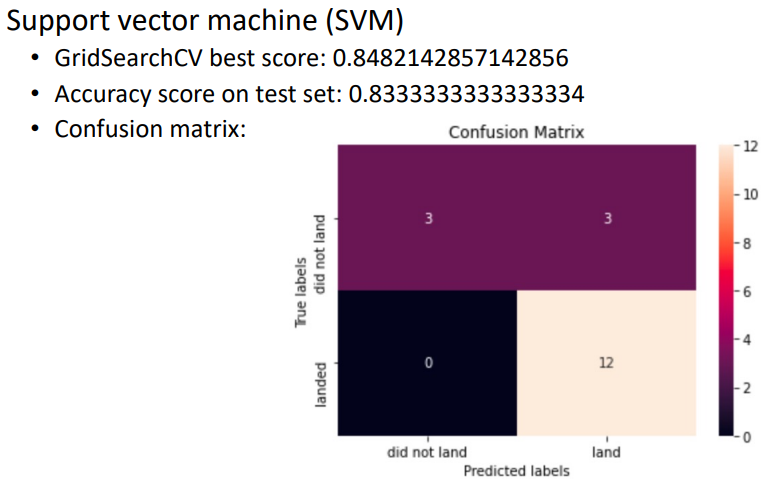 Support vector machine (SVM)
• GridSearchCV best score: 0.8482142857142856
• Accuracy score on test set: 0.8333333333333334
• Confusion matrix:
Confusion Matrix
True labels
did not land
landed
3 3
0 12
did not land land
Predicted labels
12
10
8
6
4
2
0